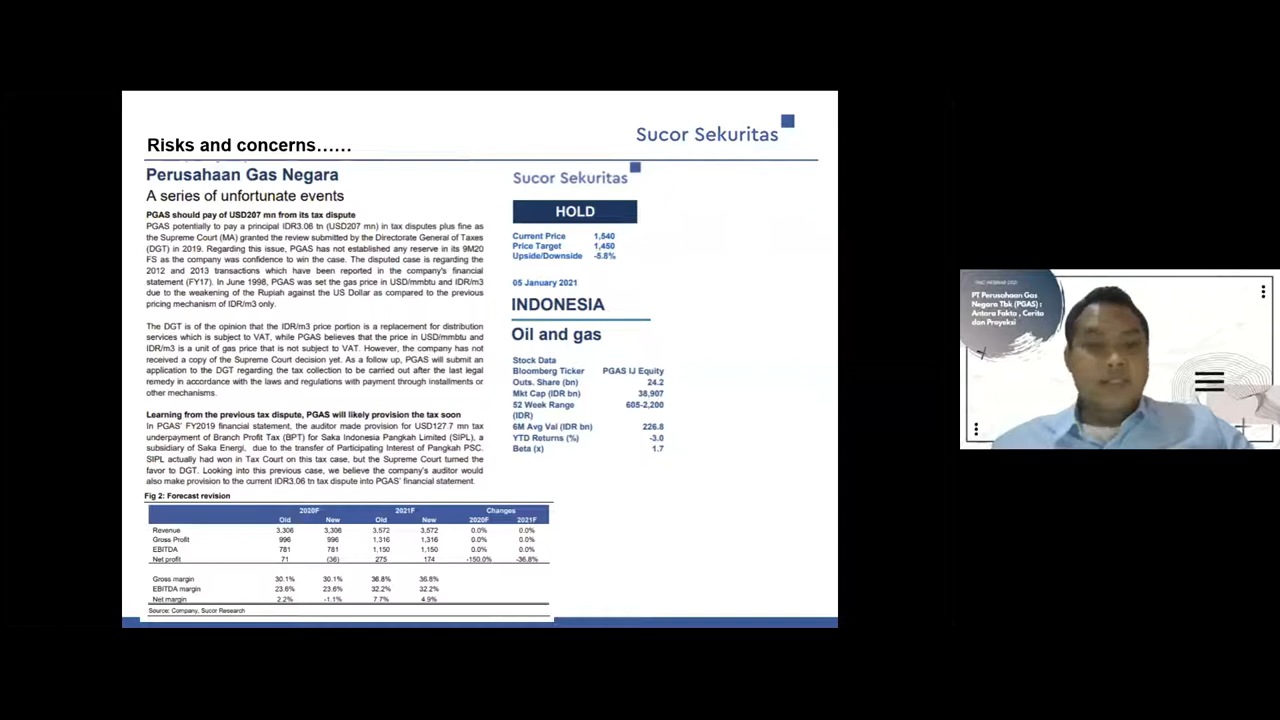 Risks and concerns……
Sucor Sekuritas
Perusahaan Gas Negara
A series of unfortunate events
PGAS should pay of USD207 mn from its tax dispute
PGAS potentially to pay a principal IDR3.06 tn (USD207 mn) in tax disputes plus fine as
the Supreme Court (MA) granted the review submitted by the Directorate General of Taxes
(DGT) in 2019. Regarding this issue, PGAS has not established any reserve in its 9M20
FS as the company was confidence to win the case. The disputed case is regarding the
2012 and 2013 transactions which have been reported in the company's financial
statement (FY17). In June 1998, PGAS was set the gas price in USD/mmbtu and IDR/m3
due to the weakening of the Rupiah against the US Dollar as compared to the previous
pricing mechanism of IDR/m3 only.
The DGT is of the opinion that the IDR/m3 price portion is a replacement for distribution
services which is subject to VAT, while PGAS believes that the price in USD/mmbtu and
IDR/m3 is a unit of gas price that is not subject to VAT. However, the company has not
received a copy of the Supreme Court decision yet. As a follow up, PGAS will submit an
application to the DGT regarding the tax collection to be carried out after the last legal
remedy in accordance with the laws and regulations with payment through installments or
other mechanisms.
Learning from the previous tax dispute, PGAS will likely provision the tax soon
In PGAS' FY2019 financial statement, the auditor made provision for USD127.7 mn tax
underpayment of Branch Profit Tax (BPT) for Saka Indonesia Pangkah Limited (SIPL), a
subsidiary of Saka Energi, due to the transfer of Participating Interest of Pangkah PSC.
SIPL actually had won in Tax Court on this tax case, but the Supreme Court turned the
favor to DGT. Looking into this previous case, we believe the company's auditor would
also make provision to the current IDR3.06 tn tax dispute into PGAS' financial statement.
Fig 2: Forecast revision
2020F 2021F Changes
Old New Old New 2020F 2021F
Revenue 3,306 3,306 3,572 3,572 0.0% 0.0%
Gross Profit 996 996 1,316 1,316 0.0% 0.0%
EBITDA 781 781 1,150 1,150 0.0% 0.0%
Net profit 71 (36) 275 174 -150.0% -36.8%
Gross margin 30.1% 30.1% 36.8% 36.8%
EBITDA margin 23.6% 23.6% 32.2% 32.2%
Net margin 2.2% -1.1% 7.7% 4.9%
Source: Company, Sucor Research
Sucor Sekuritas
HOLD
Current Price 1,540
Price Target 1,450
Upside/Downside -5.8%
05 January 2021
INDONESIA
Oil and gas
Stock Data
Bloomberg Ticker PGAS IJ Equity
Outs. Share (bn) 24.2
Mkt Cap (IDR bn) 38,907
52 Week Range 605-2,200
(IDR)
6M Avg Val (IDR bn) 226.8
YTD Returns (%) -3.0
Beta (x) 1.7
PT Perusahaan Gas
Negara Tbk (PGAS) :
Antara Fakta , Cerita
dan Proyeksi